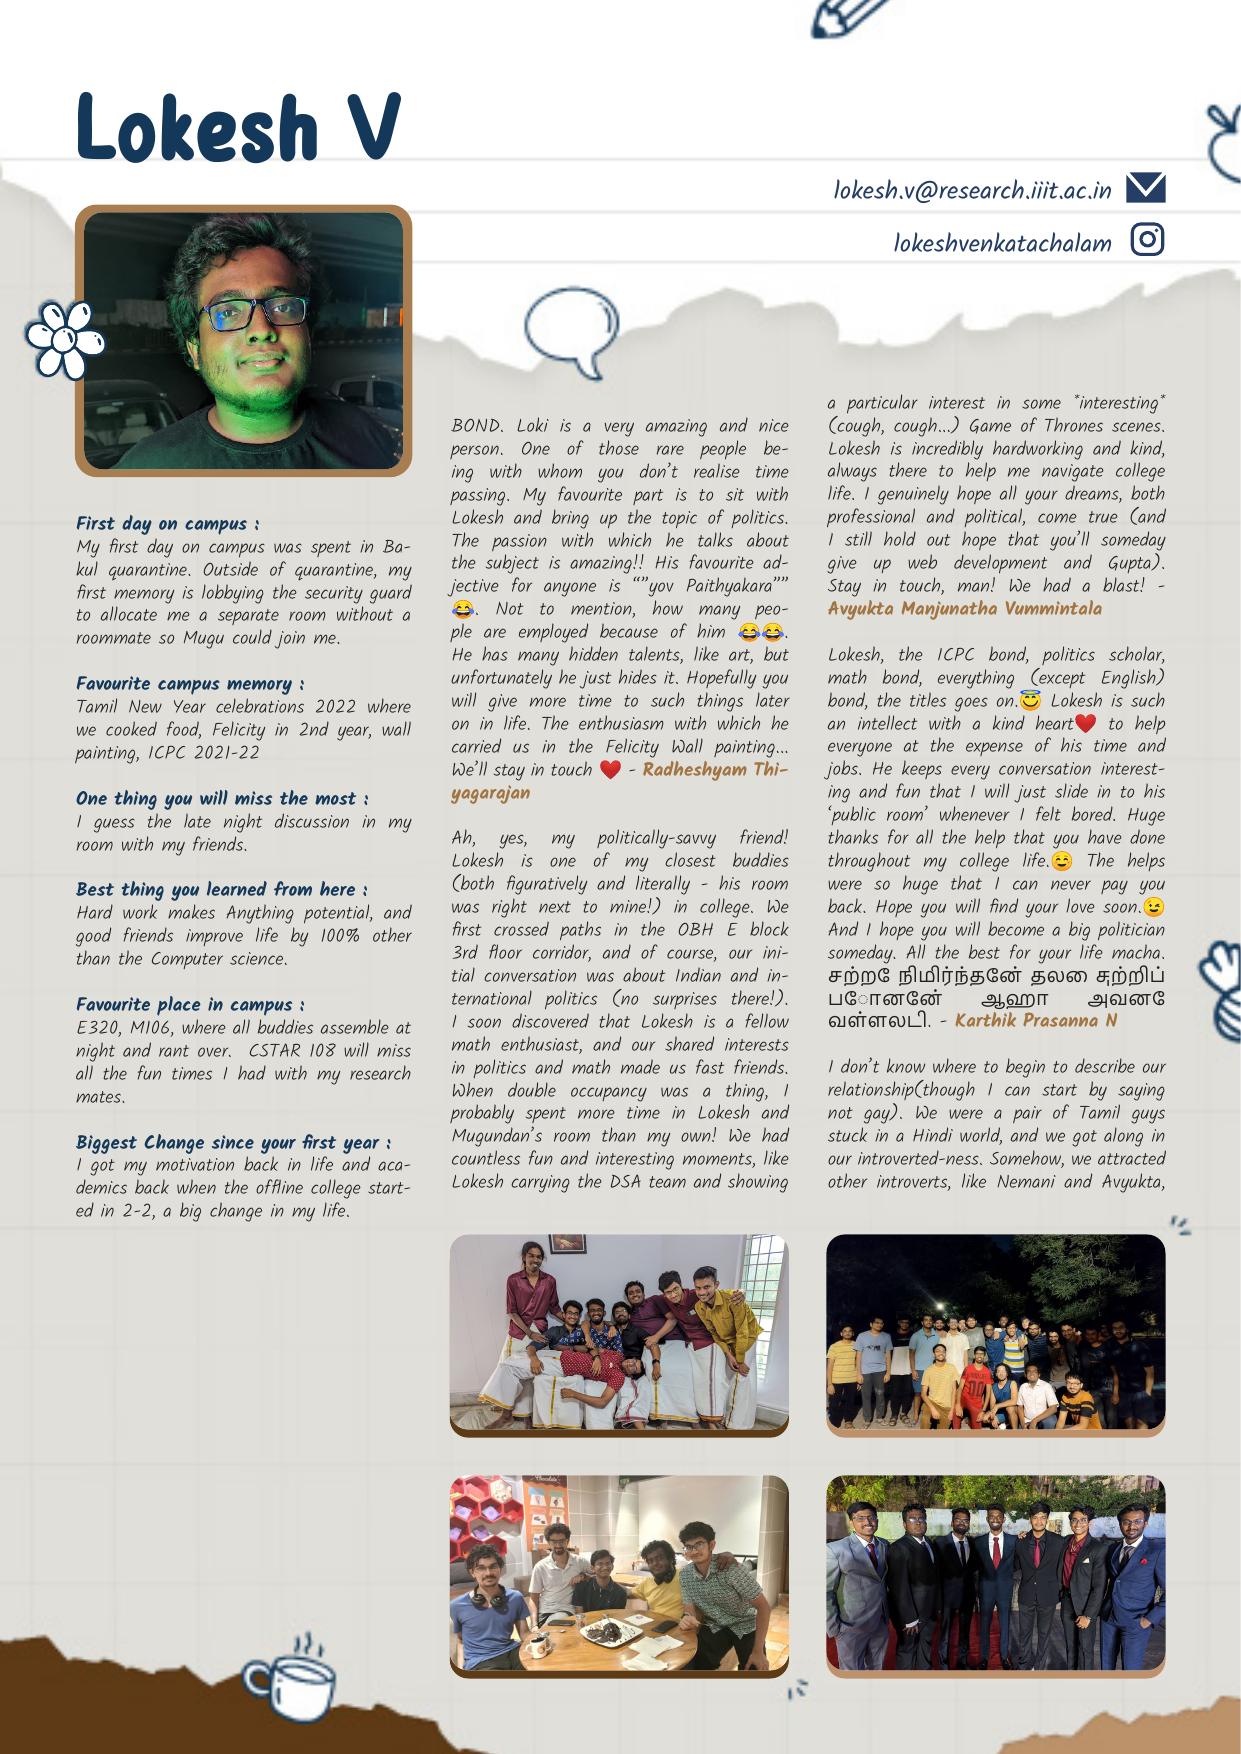 Lokesh V
lokesh.v@research.iiit.ac.in
lokeshvenkatachalam
First day on campus :
My first day on campus was spent in Ba-
kul quarantine. Outside of quarantine, my
first memory is lobbying the security guard
to allocate me a separate room without a
roommate so Mugu could join me.
Favourite campus memory :
Tamil New Year celebrations 2022 where
we cooked food, Felicity in 2nd year, wall
painting, ICPC 2021-22
One thing you will miss the most :
I guess the late night discussion in my
room with my friends.
Best thing you learned from here :
Hard work makes Anything potential, and
good friends improve life by 100% other
than the Computer science.
Favourite place in campus :
E320, M106, where all buddies assemble at
night and rant over. CSTAR 108 will miss
all the fun times I had with my research
mates.
Biggest Change since your first year :
I got my motivation back in life and aca-
demics back when the offline college start-
ed in 2-2, a big change in my life.
BOND. Loki is a very amazing and nice
person. One of those rare people be-
ing with whom you don't realise time
passing. My favourite part is to sit with
Lokesh and bring up the topic of politics.
The passion with which he talks about
the subject is amazing!! His favourite ad-
jective for anyone is “”yov Paithyakara””
😂. Not to mention, how many peo-
ple are employed because of him 😂😂.
He has many hidden talents, like art, but
unfortunately he just hides it. Hopefully you
will give more time to such things later
on in life. The enthusiasm with which he
carried us in the Felicity Wall painting...
We'll stay in touch ❤️ - Radheshyam Thi-
yagarajan
Ah, yes, my politically-savvy friend!
Lokesh is one of my closest buddies
(both figuratively and literally - his room
was right next to mine!) in college. We
first crossed paths in the OBH E block
3rd floor corridor, and of course, our ini-
tial conversation was about Indian and in-
ternational politics (no surprises there!).
I soon discovered that Lokesh is a fellow
math enthusiast, and our shared interests
in politics and math made us fast friends.
When double occupancy was a thing, I
probably spent more time in Lokesh and
Mugundan's room than my own! We had
countless fun and interesting moments, like
Lokesh carrying the DSA team and showing
a particular interest in some *interesting*
(cough, cough...) Game of Thrones scenes.
Lokesh is incredibly hardworking and kind,
always there to help me navigate college
life. I genuinely hope all your dreams, both
professional and political, come true (and
I still hold out hope that you'll someday
give up web development and Gupta).
Stay in touch, man! We had a blast! -
Avyukta Manjunatha Vummintala
Lokesh, the ICPC bond, politics scholar,
math bond, everything (except English)
bond, the titles goes on.😇 Lokesh is such
an intellect with a kind heart❤️ to help
everyone at the expense of his time and
jobs. He keeps every conversation interest-
ing and fun that I will just slide in to his
‘public room’ whenever I felt bored. Huge
thanks for all the help that you have done
throughout my college life.☺️ The helps
were so huge that I can never pay you
back. Hope you will find your love soon.😉
And I hope you will become a big politician
someday. All the best for your life macha.
சற்றே நிமிர்ந்தேன் தலை சுற்றிப்
போனேன் ஆஹா அவனே
வள்ளலடி. - Karthik Prasanna N
I don't know where to begin to describe our
relationship(though I can start by saying
not gay). We were a pair of Tamil guys
stuck in a Hindi world, and we got along in
our introverted-ness. Somehow, we attracted
other introverts, like Nemani and Avyukta,